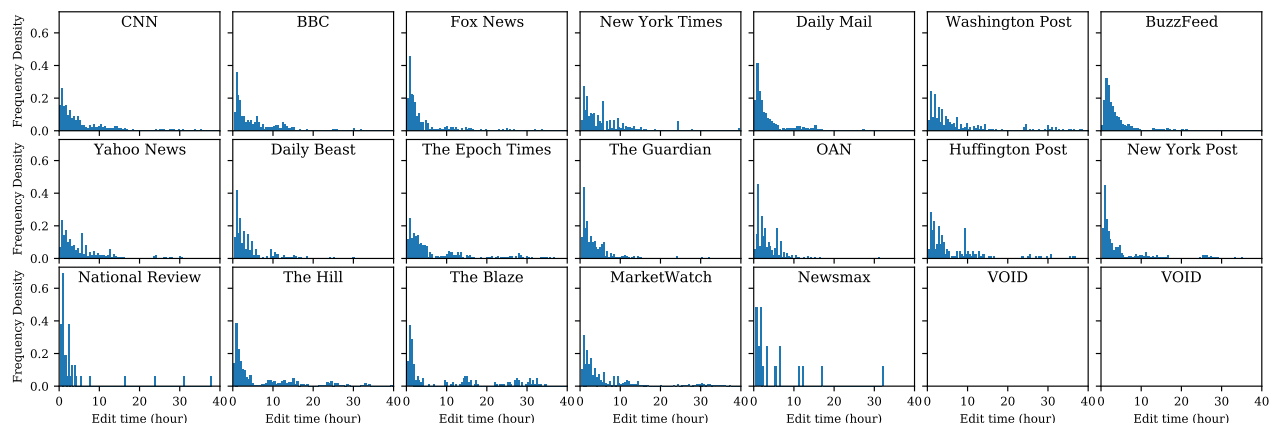 CNN BBC Fox News New York Times Daily Mail Washington Post BuzzFeed
Frequency Density
0.6
0.4
0.2
0.0
Yahoo News Daily Beast The Epoch Times The Guardian OAN Huffington Post New York Post
Frequency Density
0.6
0.4
0.2
0.0
National Review The Hill The Blaze MarketWatch Newsmax VOID VOID
Frequency Density
0.6
0.4
0.2
0.0
0 10 20 30 40 0 10 20 30 40 0 10 20 30 40 0 10 20 30 40 0 10 20 30 40 0 10 20 30 40 0 10 20 30 40
Edit time (hour) Edit time (hour) Edit time (hour) Edit time (hour) Edit time (hour) Edit time (hour) Edit time (hour)